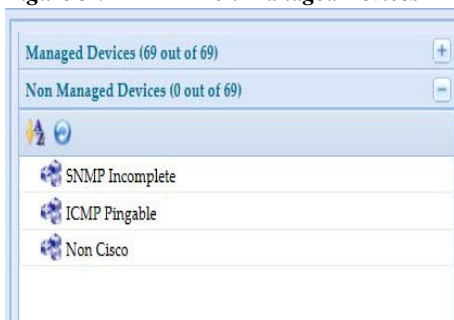 Managed Devices (69 out of 69)
Non Managed Devices (0 out of 69)
SNMP Incomplete
ICMP Pingable
Non Cisco